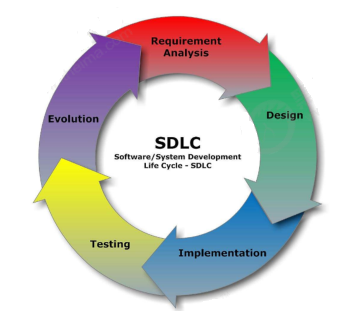 Requirement
Analysis
Design
Evolution
SDLC
Software/System Development
Life Cycle - SDLC
Testing
Implementation